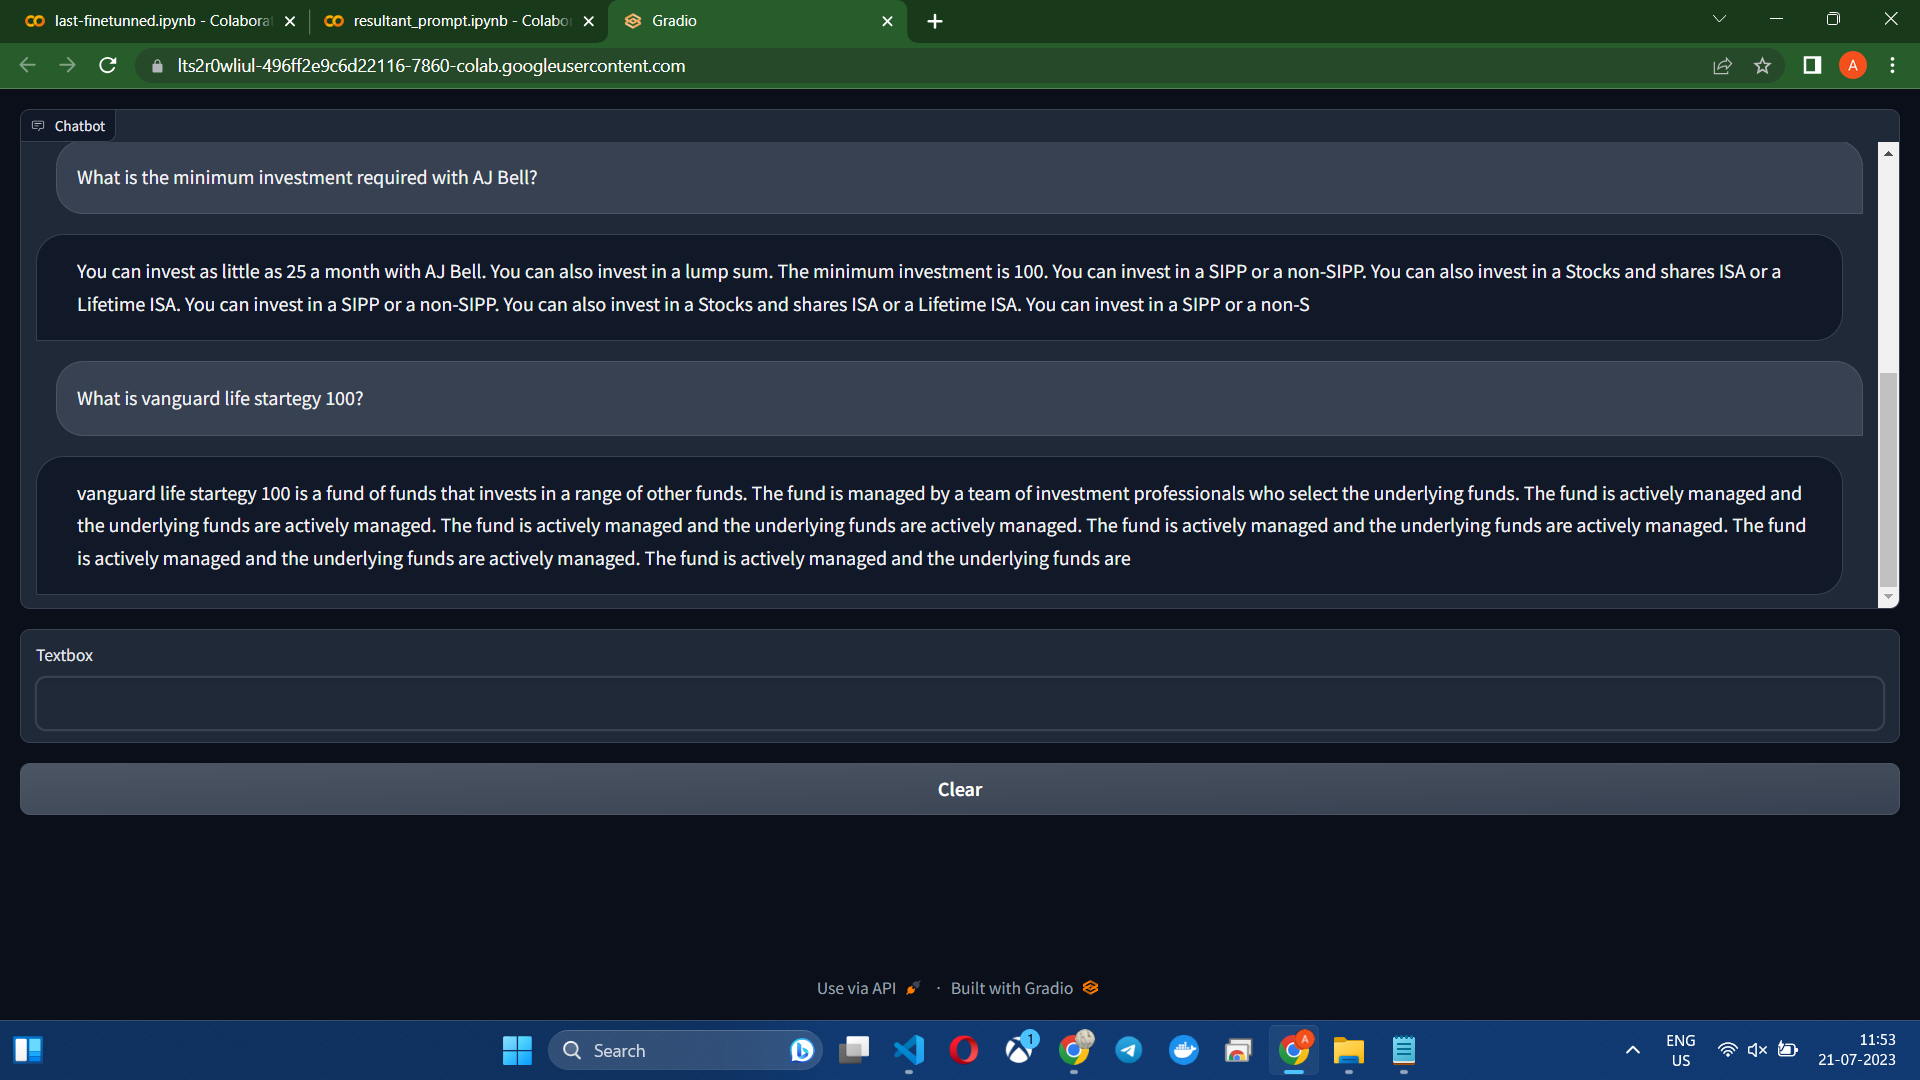 last-finetunned.ipynb - Colabora
resultant_prompt.ipynb - Colabo
Gradio
lts2r0wliul-496ff2e9c6d22116-7860-colab.googleusercontent.com
A
Chatbot
What is the minimum investment required with AJ Bell?
You can invest as little as 25 a month with AJ Bell. You can also invest in a lump sum. The minimum investment is 100. You can invest in a SIPP or a non-SIPP. You can also invest in a Stocks and shares ISA or a
Lifetime ISA. You can invest in a SIPP or a non-SIPP. You can also invest in a Stocks and shares ISA or a Lifetime ISA. You can invest in a SIPP or a non-S
What is vanguard life startegy 100?
vanguard life startegy 100 is a fund of funds that invests in a range of other funds. The fund is managed by a team of investment professionals who select the underlying funds. The fund is actively managed and
the underlying funds are actively managed. The fund is actively managed and the underlying funds are actively managed. The fund is actively managed and the underlying funds are actively managed. The fund
is actively managed and the underlying funds are actively managed. The fund is actively managed and the underlying funds are
Textbox
Clear
Use via API · Built with Gradio
Search
1
A
ENG
US
11:53
21-07-2023